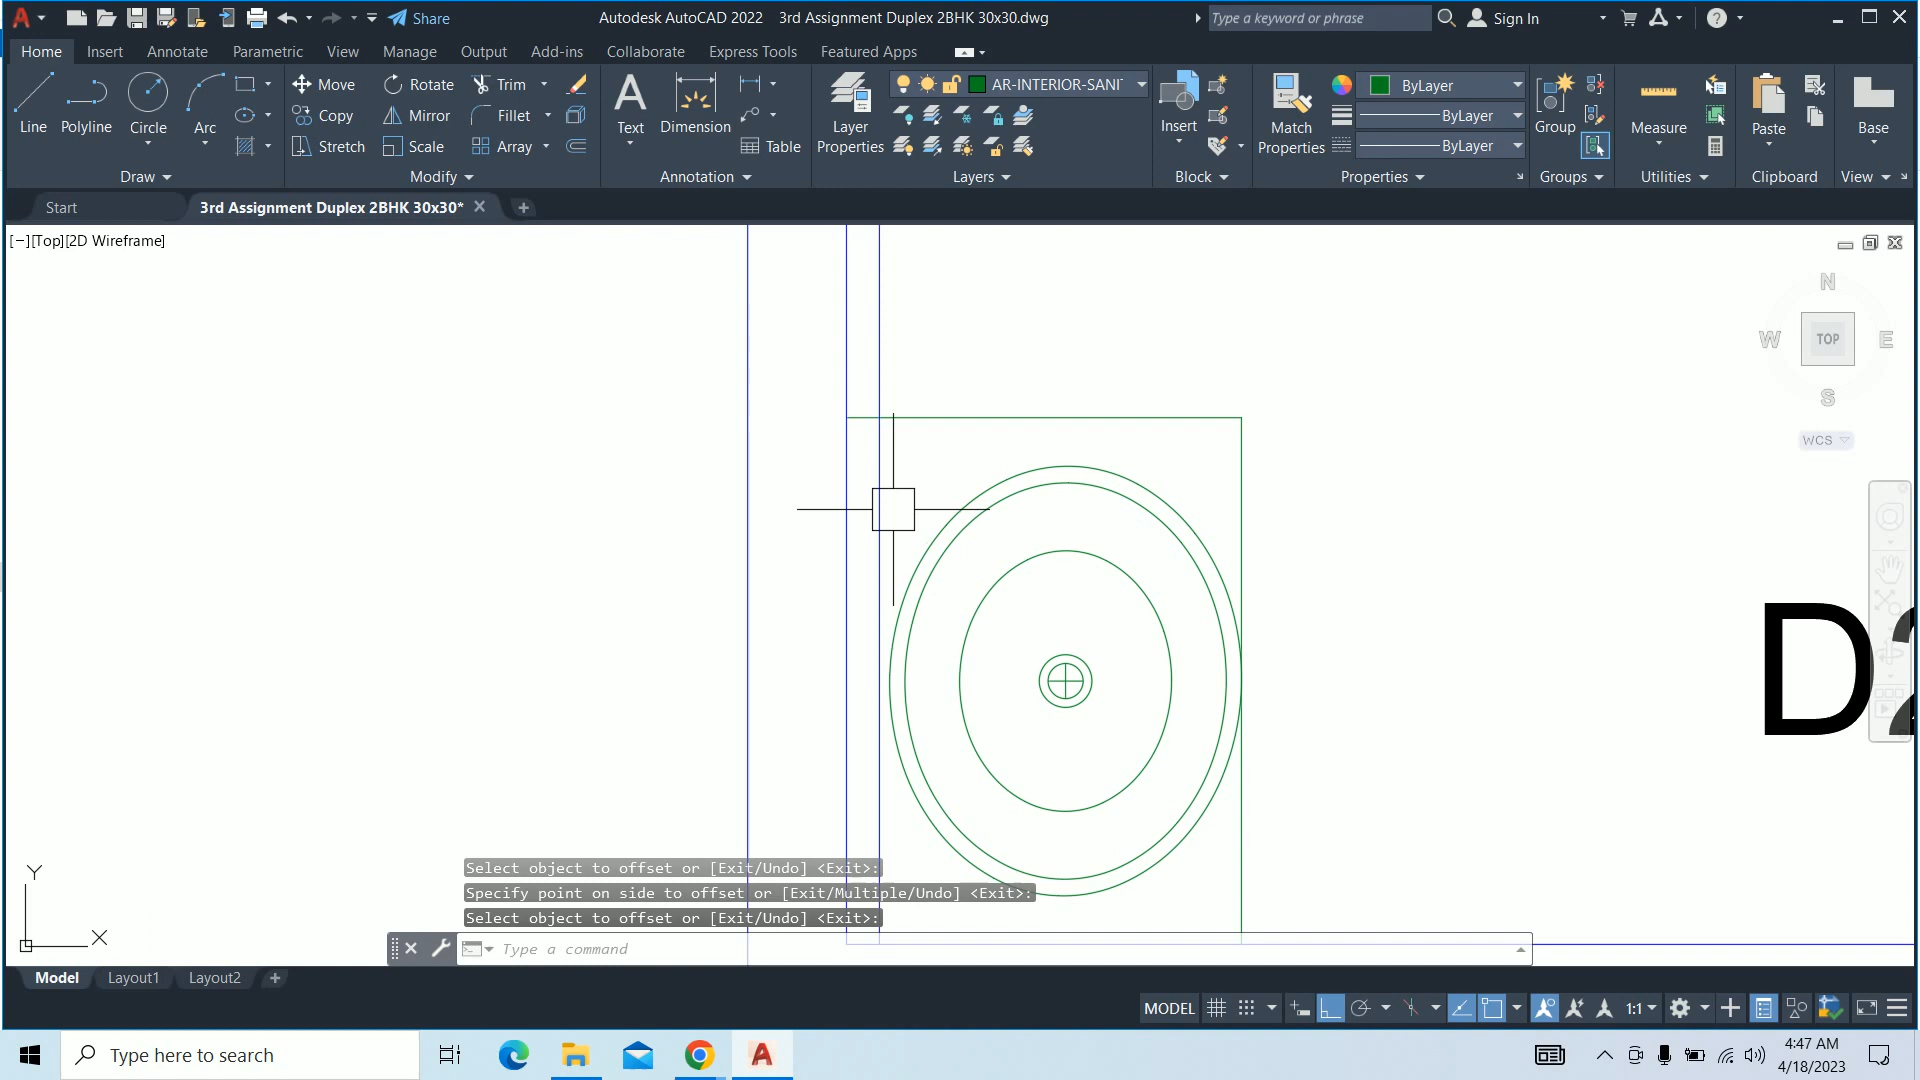 Share
Autodesk AutoCAD 2022 3rd Assignment Duplex 2BHK 30x30.dwg
Type a keyword or phrase
Sign In
Home Insert Annotate Parametric View Manage Output Add-ins Collaborate Express Tools Featured Apps
Line
Polyline
Circle
Arc
Draw
Move
Rotate
Trim
Copy
Mirror
Fillet
Stretch
Scale
Array
Modify
Text
Dimension
Table
Annotation
Layer Properties
AR-INTERIOR-SANI
Layers
Insert
Block
Match Properties
ByLayer
ByLayer
ByLayer
Properties
Group
Groups
Measure
Utilities
Paste
Clipboard
Base
View
Start
3rd Assignment Duplex 2BHK 30x30*
[−][Top][2D Wireframe]
N
W
TOP
E
S
WCS
D2
Y
X
Select object to offset or [Exit/Undo] <Exit>:
Specify point on side to offset or [Exit/Multiple/Undo] <Exit>:
Select object to offset or [Exit/Undo] <Exit>:
Type a command
Model Layout1 Layout2
MODEL
1:1
Type here to search
4:47 AM
4/18/2023